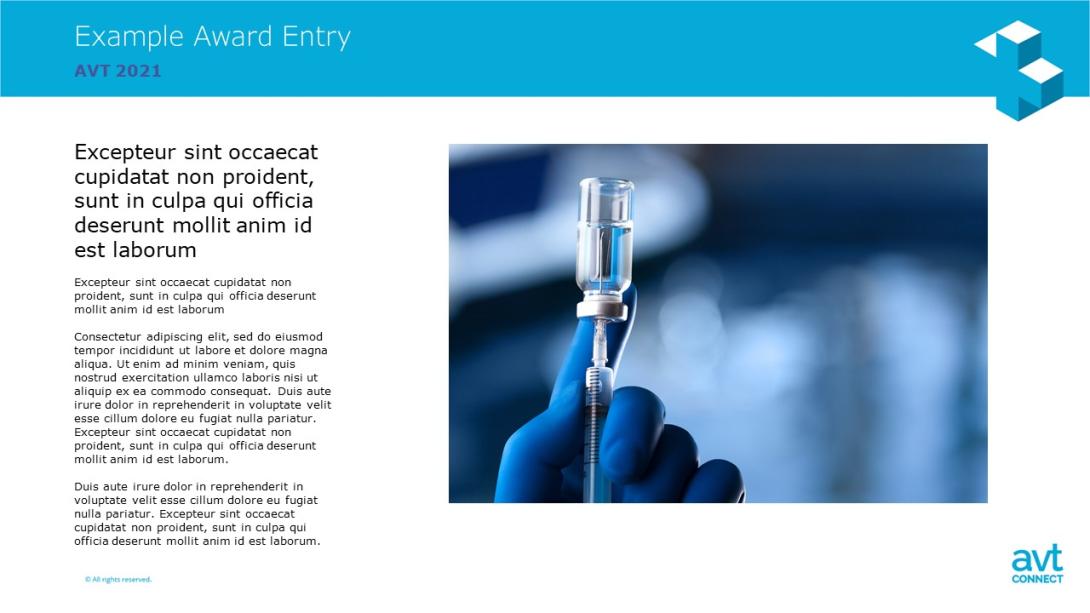 Example Award Entry
AVT 2021
Excepteur sint occaecat
cupidatat non proident,
sunt in culpa qui officia
deserunt mollit anim id
est laborum
Excepteur sint occaecat cupidatat non
proident, sunt in culpa qui officia deserunt
mollit anim id est laborum
Consectetur adipiscing elit, sed do eiusmod
tempor incididunt ut labore et dolore magna
aliqua. Ut enim ad minim veniam, quis
nostrud exercitation ullamco laboris nisi ut
aliquip ex ea commodo consequat. Duis aute
irure dolor in reprehenderit in voluptate velit
esse cillum dolore eu fugiat nulla pariatur.
Excepteur sint occaecat cupidatat non
proident, sunt in culpa qui officia deserunt
mollit anim id est laborum.
Duis aute irure dolor in reprehenderit in
voluptate velit esse cillum dolore eu fugiat
nulla pariatur. Excepteur sint occaecat
cupidatat non proident, sunt in culpa qui
officia deserunt mollit anim id est laborum.
© All rights reserved.
avt
CONNECT